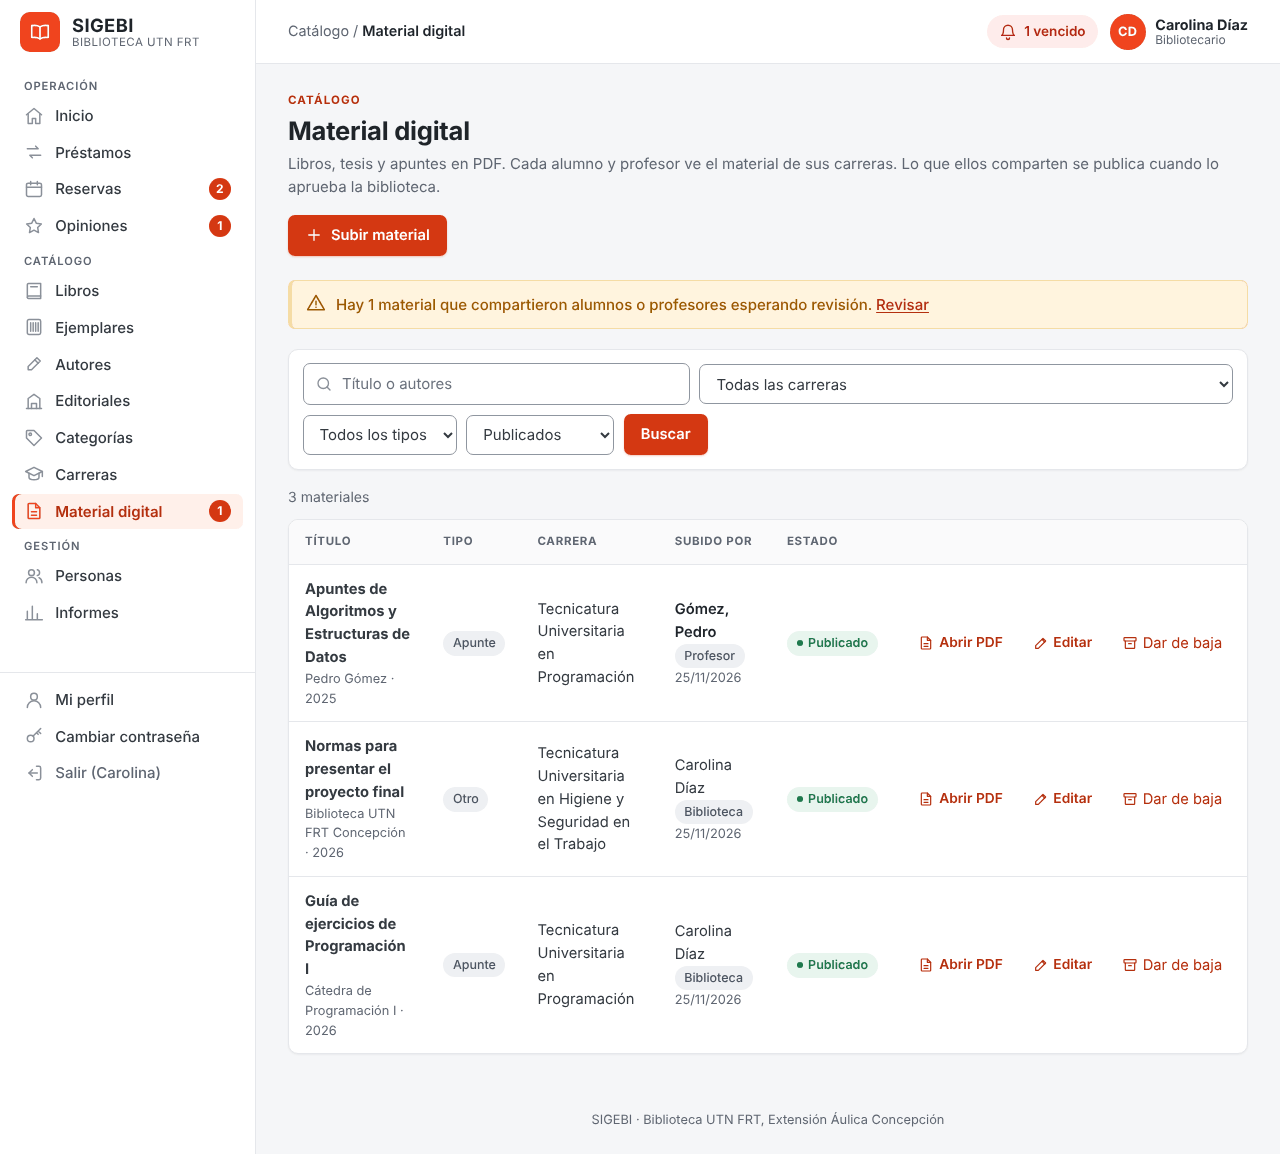 SIGEBI
BIBLIOTECA UTN FRT
OPERACIÓN
Inicio
Préstamos
Reservas 2
Opiniones 1
CATÁLOGO
Libros
Ejemplares
Autores
Editoriales
Categorías
Carreras
Material digital 1
GESTIÓN
Personas
Informes
Mi perfil
Cambiar contraseña
Salir (Carolina)
Catálogo / Material digital
1 vencido
CD
Carolina Díaz
Bibliotecario
CATÁLOGO
Material digital
Libros, tesis y apuntes en PDF. Cada alumno y profesor ve el material de sus carreras. Lo que ellos comparten se publica cuando lo
aprueba la biblioteca.
+ Subir material
Hay 1 material que compartieron alumnos o profesores esperando revisión. Revisar
Título o autores
Todas las carreras
Todos los tipos
Publicados
Buscar
3 materiales
TÍTULO TIPO CARRERA SUBIDO POR ESTADO
Apuntes de
Algoritmos y
Estructuras de
Datos
Pedro Gómez ·
2025
Apunte
Tecnicatura
Universitaria
en
Programación
Gómez,
Pedro
Profesor
25/11/2026
Publicado
Abrir PDF
Editar
Dar de baja
Normas para
presentar el
proyecto final
Biblioteca UTN
FRT Concepción
· 2026
Otro
Tecnicatura
Universitaria
en Higiene y
Seguridad en
el Trabajo
Carolina
Díaz
Biblioteca
25/11/2026
Publicado
Abrir PDF
Editar
Dar de baja
Guía de
ejercicios de
Programación
I
Cátedra de
Programación I ·
2026
Apunte
Tecnicatura
Universitaria
en
Programación
Carolina
Díaz
Biblioteca
25/11/2026
Publicado
Abrir PDF
Editar
Dar de baja
SIGEBI · Biblioteca UTN FRT, Extensión Áulica Concepción